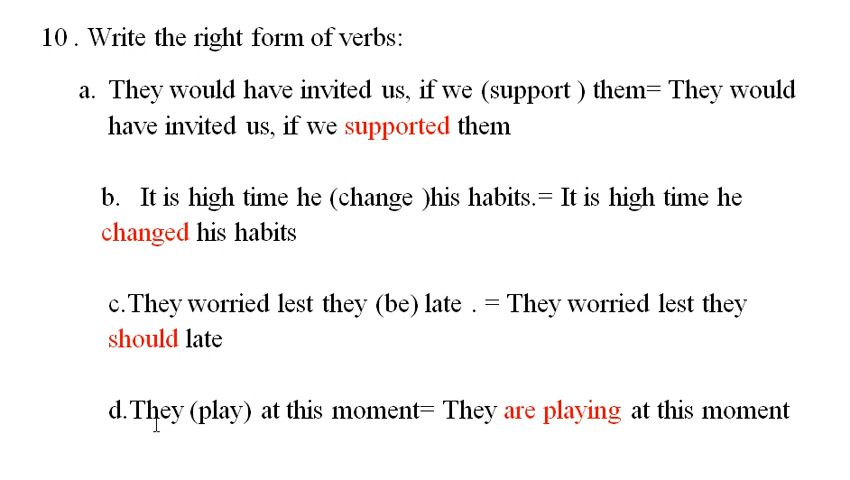 10 . Write the right form of verbs:
a. They would have invited us, if we (support ) them= They would
have invited us, if we supported them
b. It is high time he (change )his habits.= It is high time he
changed his habits
c.They worried lest they (be) late . = They worried lest they
should late
d.They (play) at this moment= They are playing at this moment